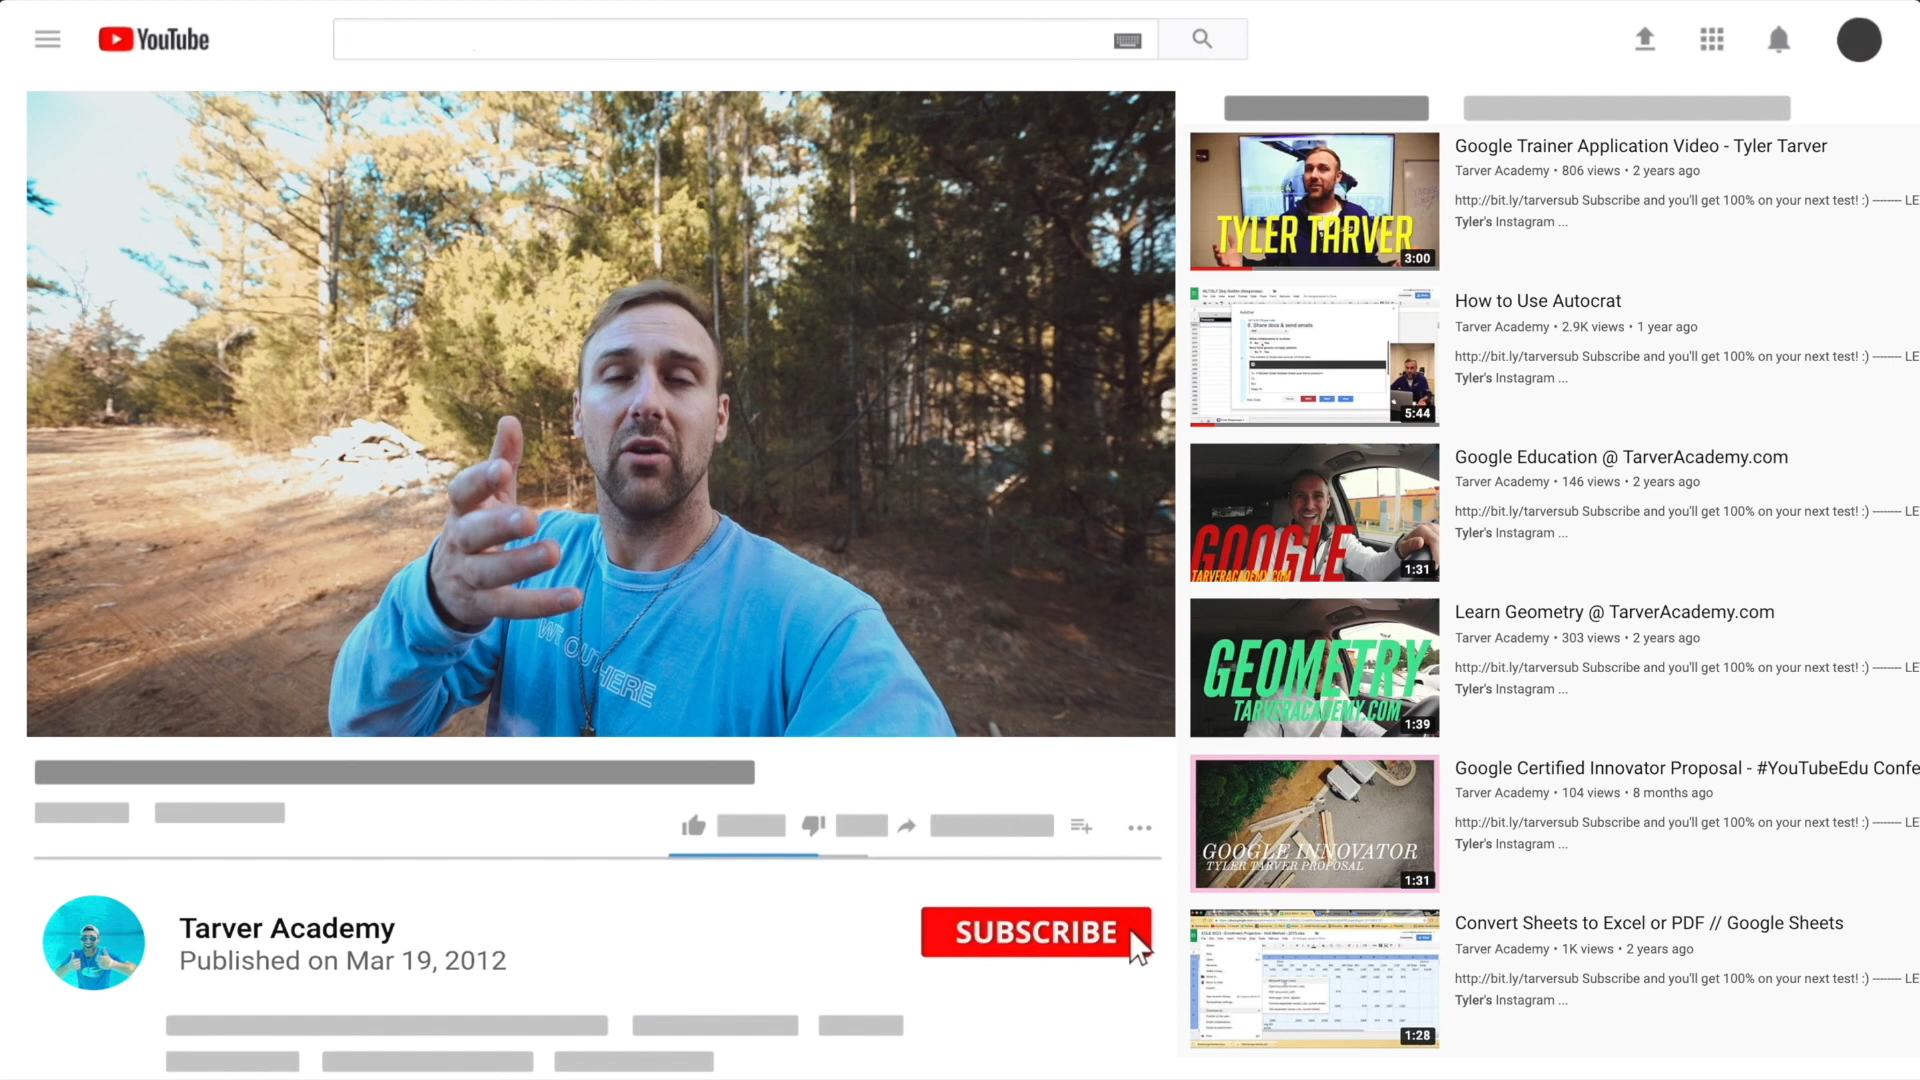 YouTube
WE OUTHERE
Tarver Academy
Published on Mar 19, 2012
SUBSCRIBE
TYLER TARVER
3:00
Google Trainer Application Video - Tyler Tarver
Tarver Academy • 806 views • 2 years ago
http://bit.ly/tarversub Subscribe and you'll get 100% on your next test! :) -------- LE
Tyler's Instagram ...
8. Share docs & send emails
5:44
How to Use Autocrat
Tarver Academy • 2.9K views • 1 year ago
http://bit.ly/tarversub Subscribe and you'll get 100% on your next test! :) -------- LE
Tyler's Instagram ...
GOOGLE
TARVERACADEMY.COM
1:31
Google Education @ TarverAcademy.com
Tarver Academy • 146 views • 2 years ago
http://bit.ly/tarversub Subscribe and you'll get 100% on your next test! :) -------- LE
Tyler's Instagram ...
GEOMETRY
TARVERACADEMY.COM
1:39
Learn Geometry @ TarverAcademy.com
Tarver Academy • 303 views • 2 years ago
http://bit.ly/tarversub Subscribe and you'll get 100% on your next test! :) -------- LE
Tyler's Instagram ...
GOOGLE INNOVATOR
TYLER TARVER PROPOSAL
1:31
Google Certified Innovator Proposal - #YouTubeEdu Confe
Tarver Academy • 104 views • 8 months ago
http://bit.ly/tarversub Subscribe and you'll get 100% on your next test! :) -------- LE
Tyler's Instagram ...
1:28
Convert Sheets to Excel or PDF // Google Sheets
Tarver Academy • 1K views • 2 years ago
http://bit.ly/tarversub Subscribe and you'll get 100% on your next test! :) -------- LE
Tyler's Instagram ...